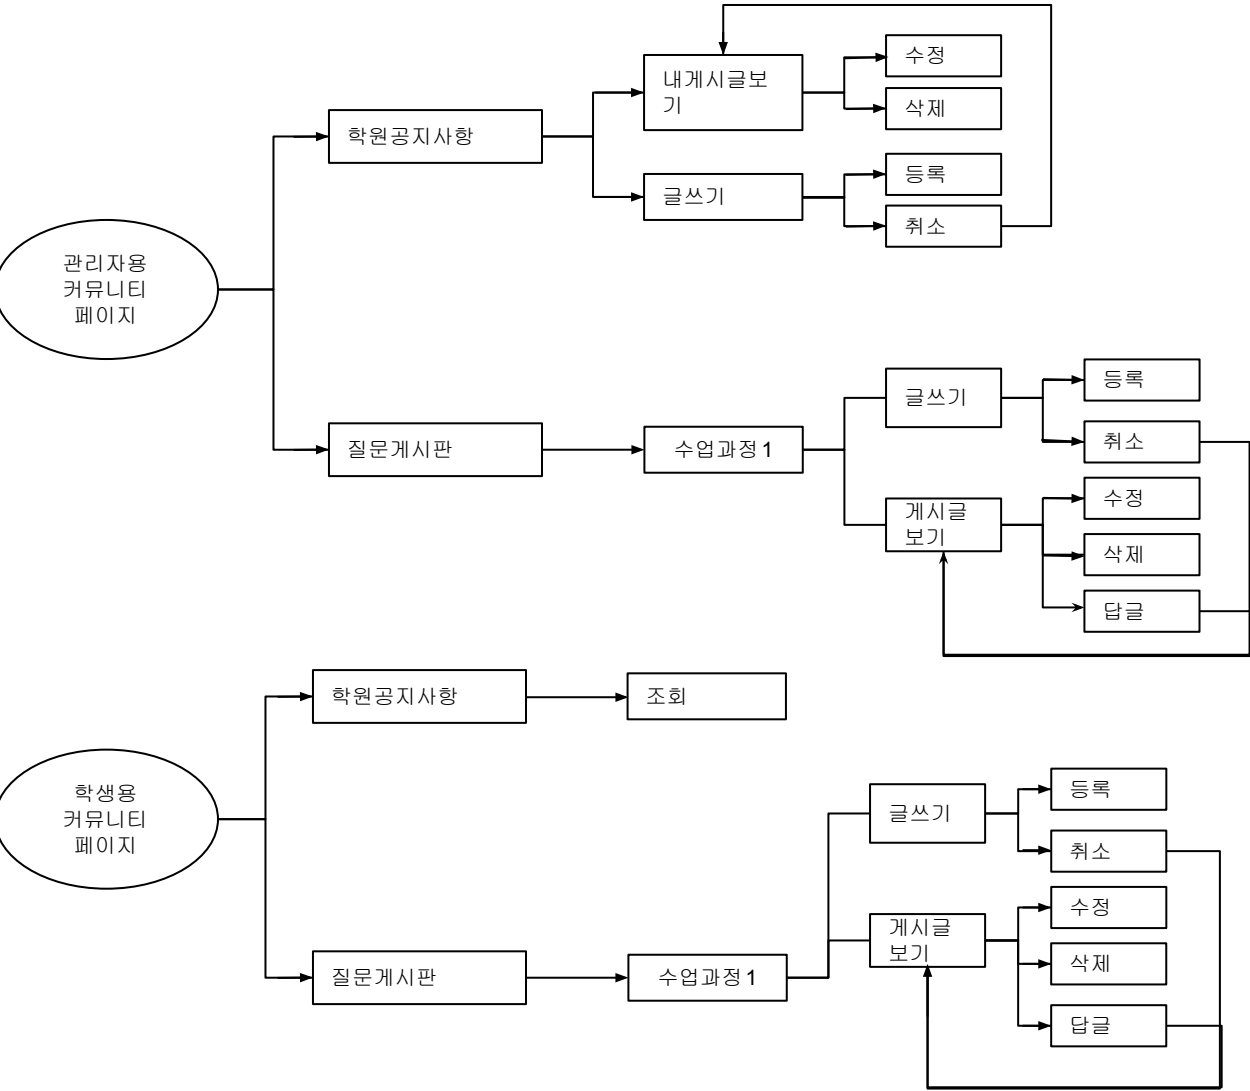 관리자용
커뮤니티
페이지
학원공지사항
내게시글보
기
수정
삭제
글쓰기
등록
취소
질문게시판
수업과정1
글쓰기
등록
취소
게시글
보기
수정
삭제
답글
학생용
커뮤니티
페이지
학원공지사항
조회
질문게시판
수업과정1
글쓰기
등록
취소
게시글
보기
수정
삭제
답글